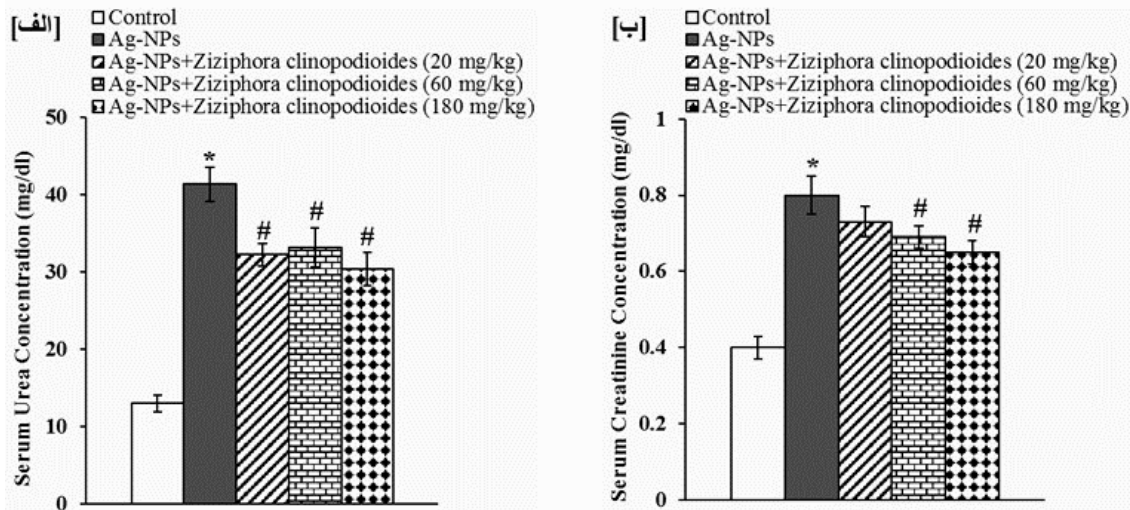 [الف]
Control
Ag-NPs
Ag-NPs+Ziziphora clinopodioides (20 mg/kg)
Ag-NPs+Ziziphora clinopodioides (60 mg/kg)
Ag-NPs+Ziziphora clinopodioides (180 mg/kg)
Serum Urea Concentration (mg/dl)
50
40
30
20
10
0
*
#
#
#
[ب]
Control
Ag-NPs
Ag-NPs+Ziziphora clinopodioides (20 mg/kg)
Ag-NPs+Ziziphora clinopodioides (60 mg/kg)
Ag-NPs+Ziziphora clinopodioides (180 mg/kg)
Serum Creatinine Concentration (mg/dl)
1
0.8
0.6
0.4
0.2
0
*
#
#